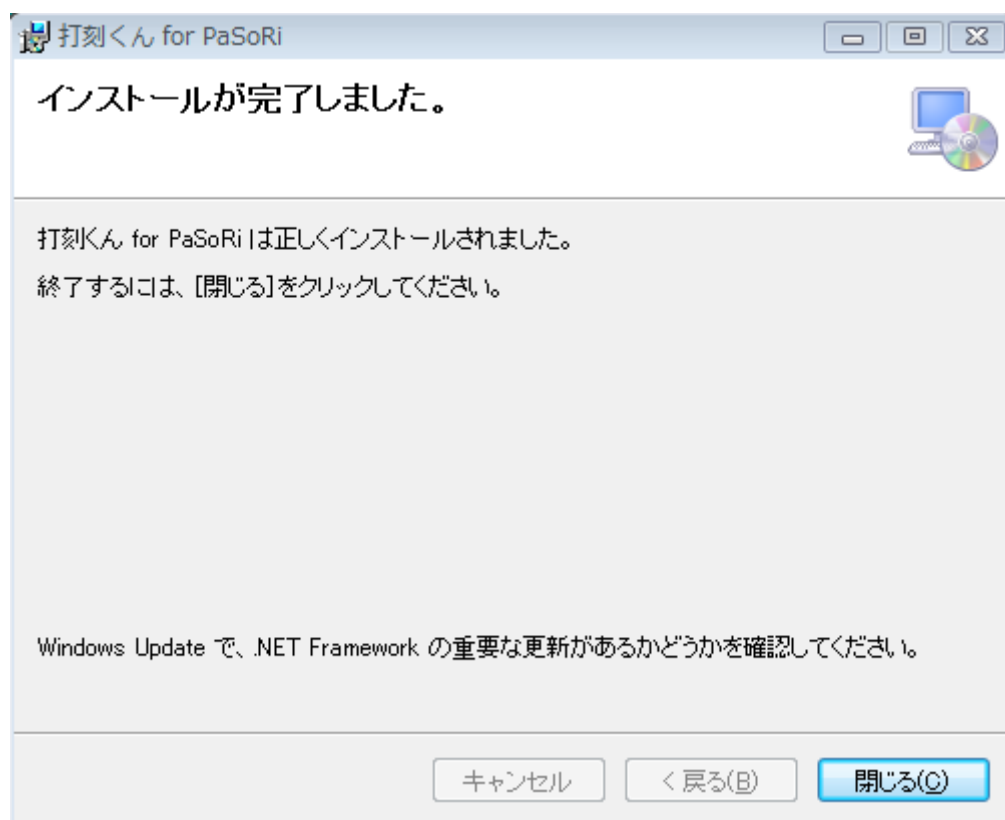 打刻くん for PaSoRi
インストールが完了しました。
打刻くん for PaSoRi は正しくインストールされました。
終了するには、[閉じる]をクリックしてください。
Windows Update で、.NET Framework の重要な更新があるかどうかを確認してください。
キャンセル
< 戻る(B)
閉じる(C)